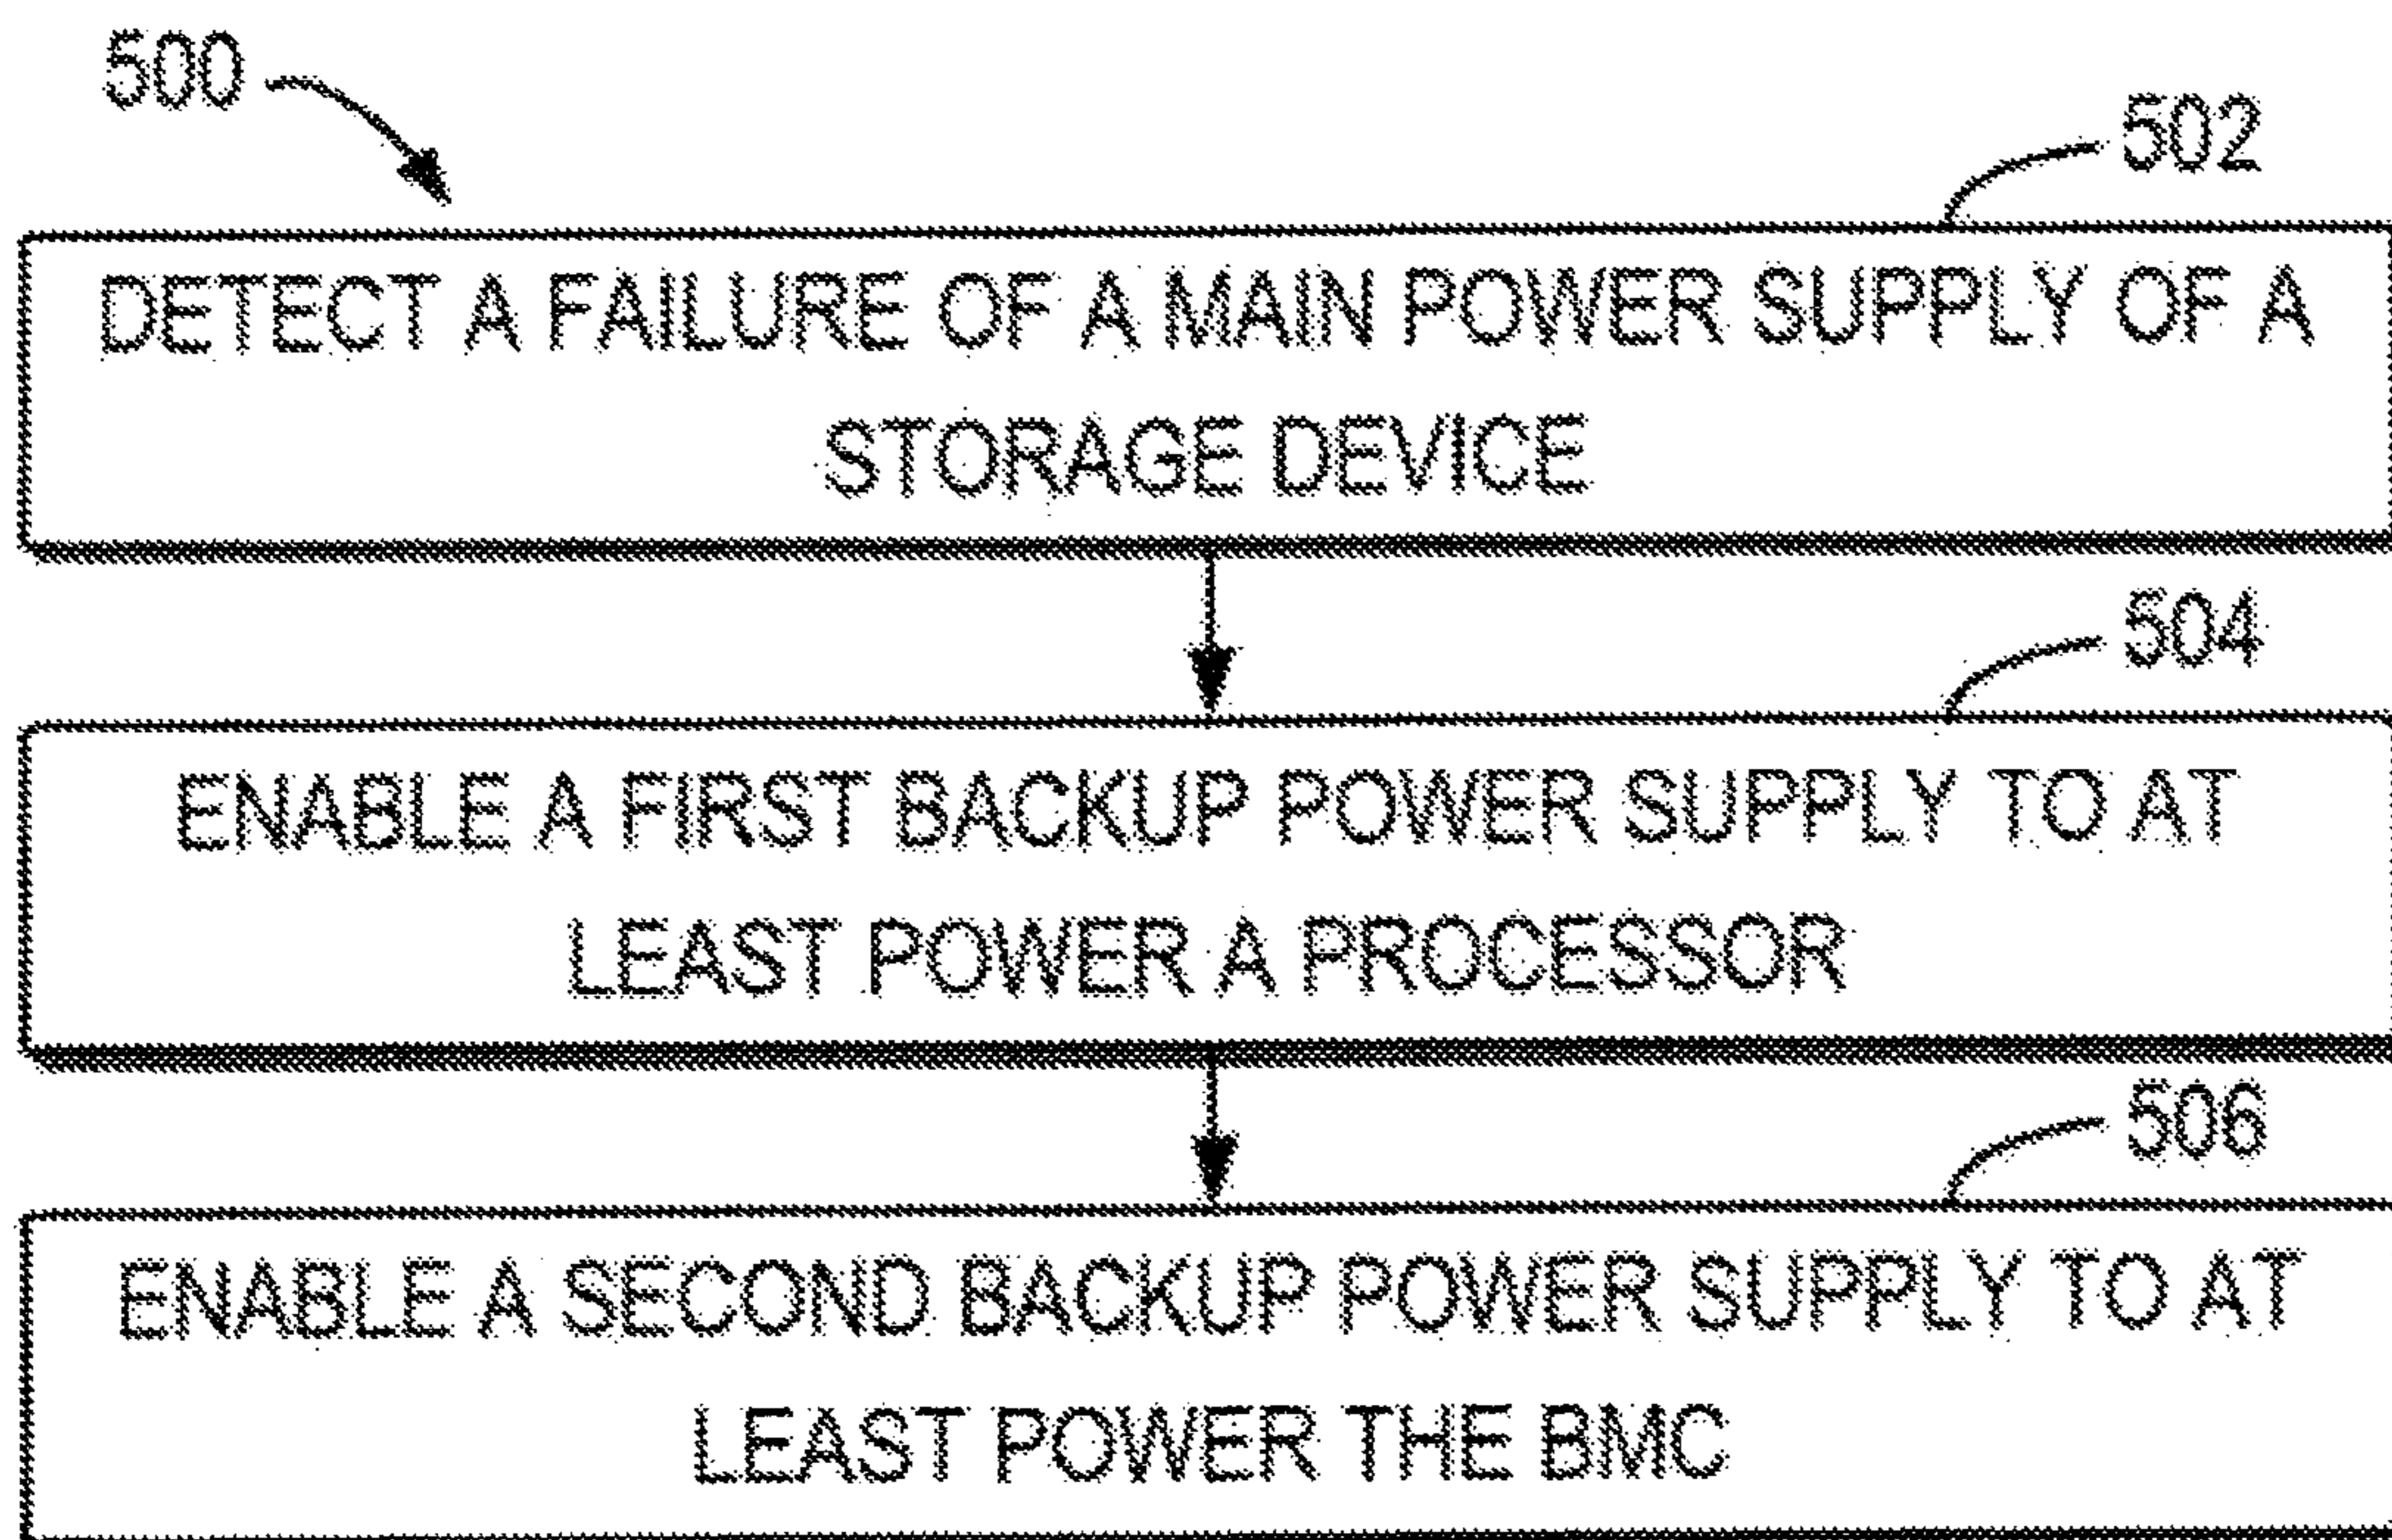 500
502
DETECT A FAILURE OF A MAIN POWER SUPPLY OF A
STORAGE DEVICE
504
ENABLE A FIRST BACKUP POWER SUPPLY TO AT
LEAST POWER A PROCESSOR
506
ENABLE A SECOND BACKUP POWER SUPPLY TO AT
LEAST POWER THE BMC